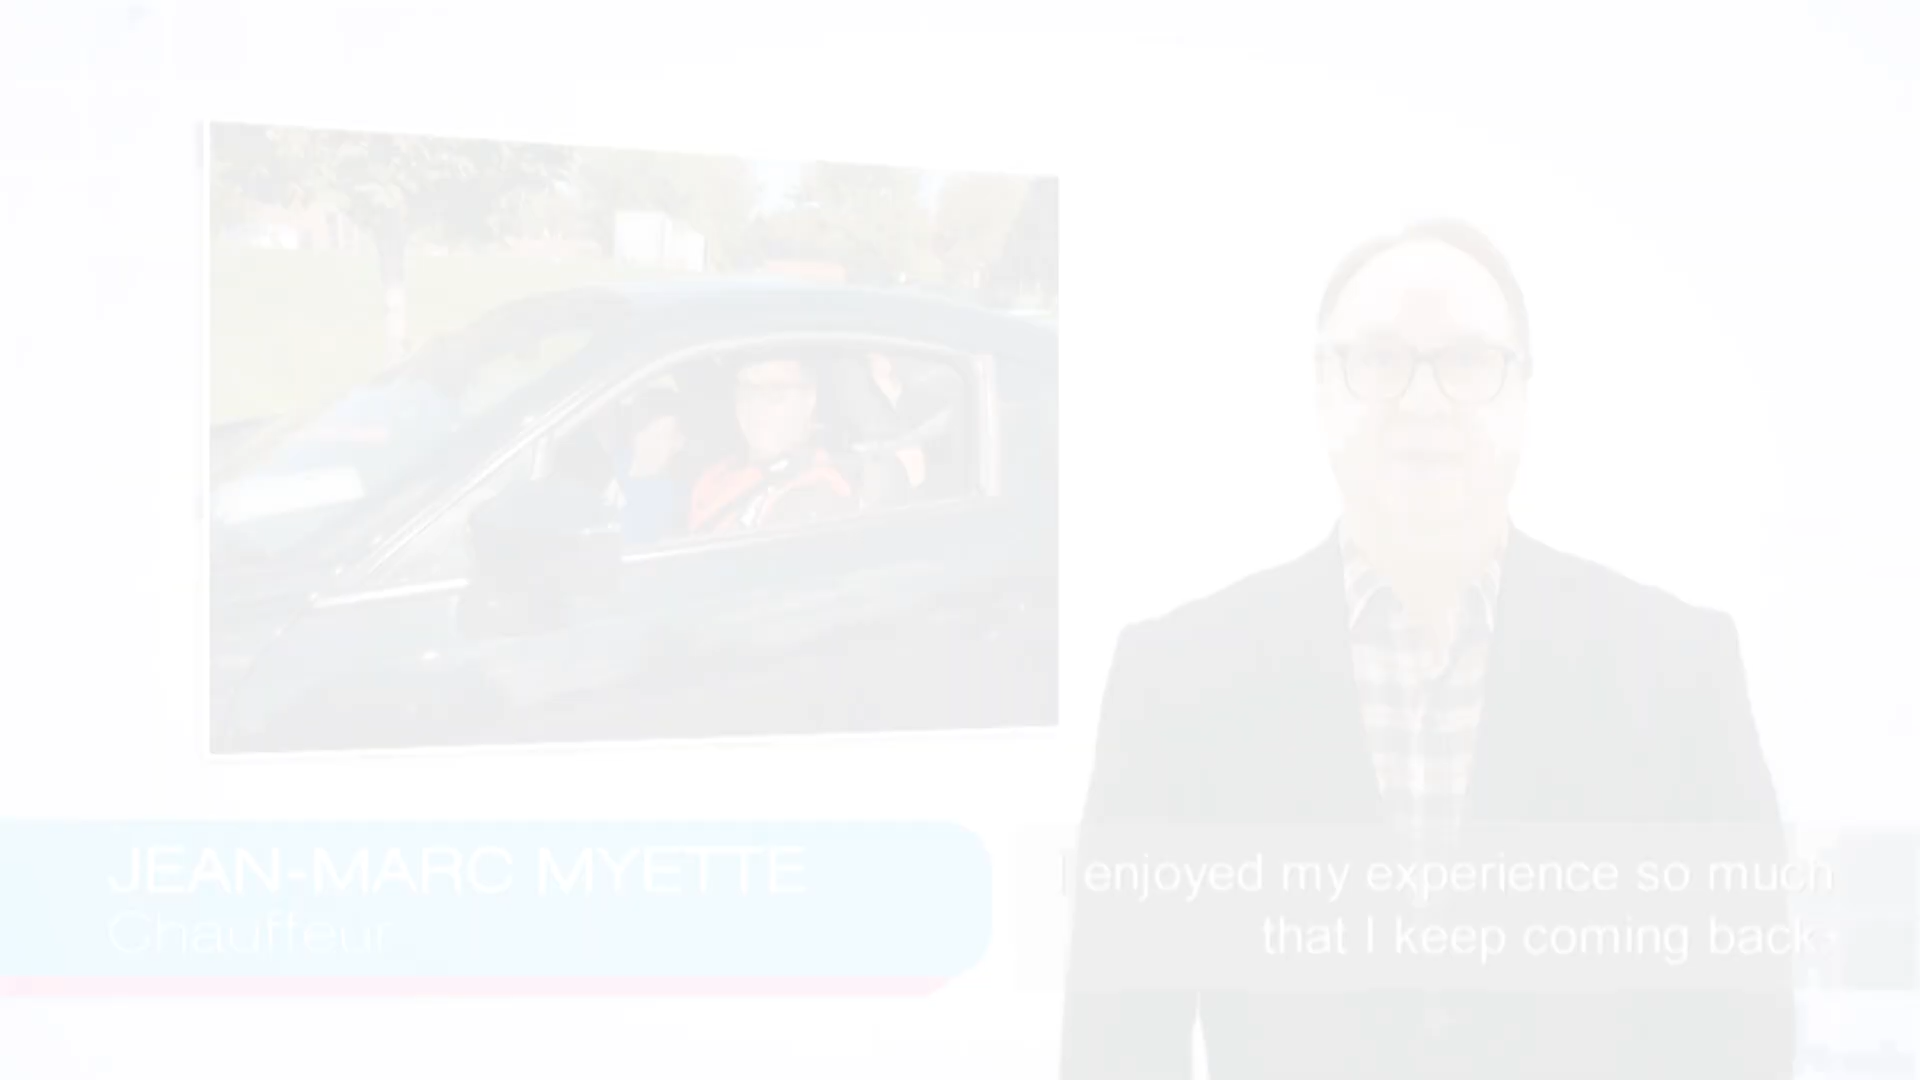 JEAN-MARC MYETTE
Chauffeur
I enjoyed my experience so much
that I keep coming back